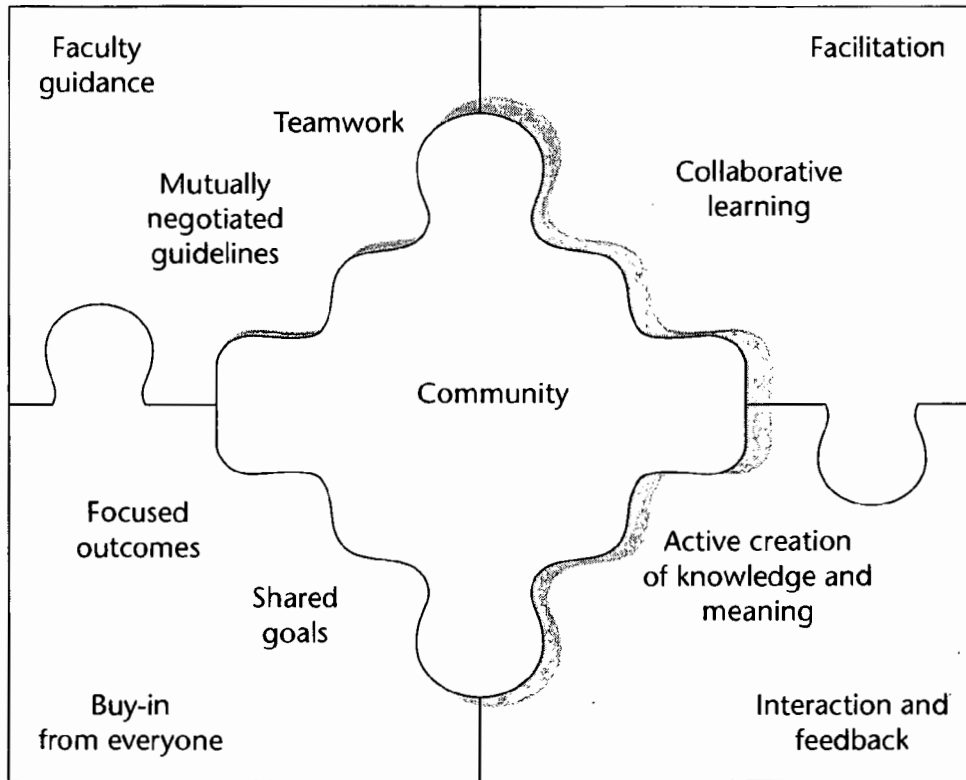 Faculty
guidance
Facilitation
Teamwork
Mutually
negotiated
guidelines
Collaborative
learning
Community
Focused
outcomes
Active creation
of knowledge and
meaning
Shared
goals
Buy-in
from everyone
Interaction and
feedback